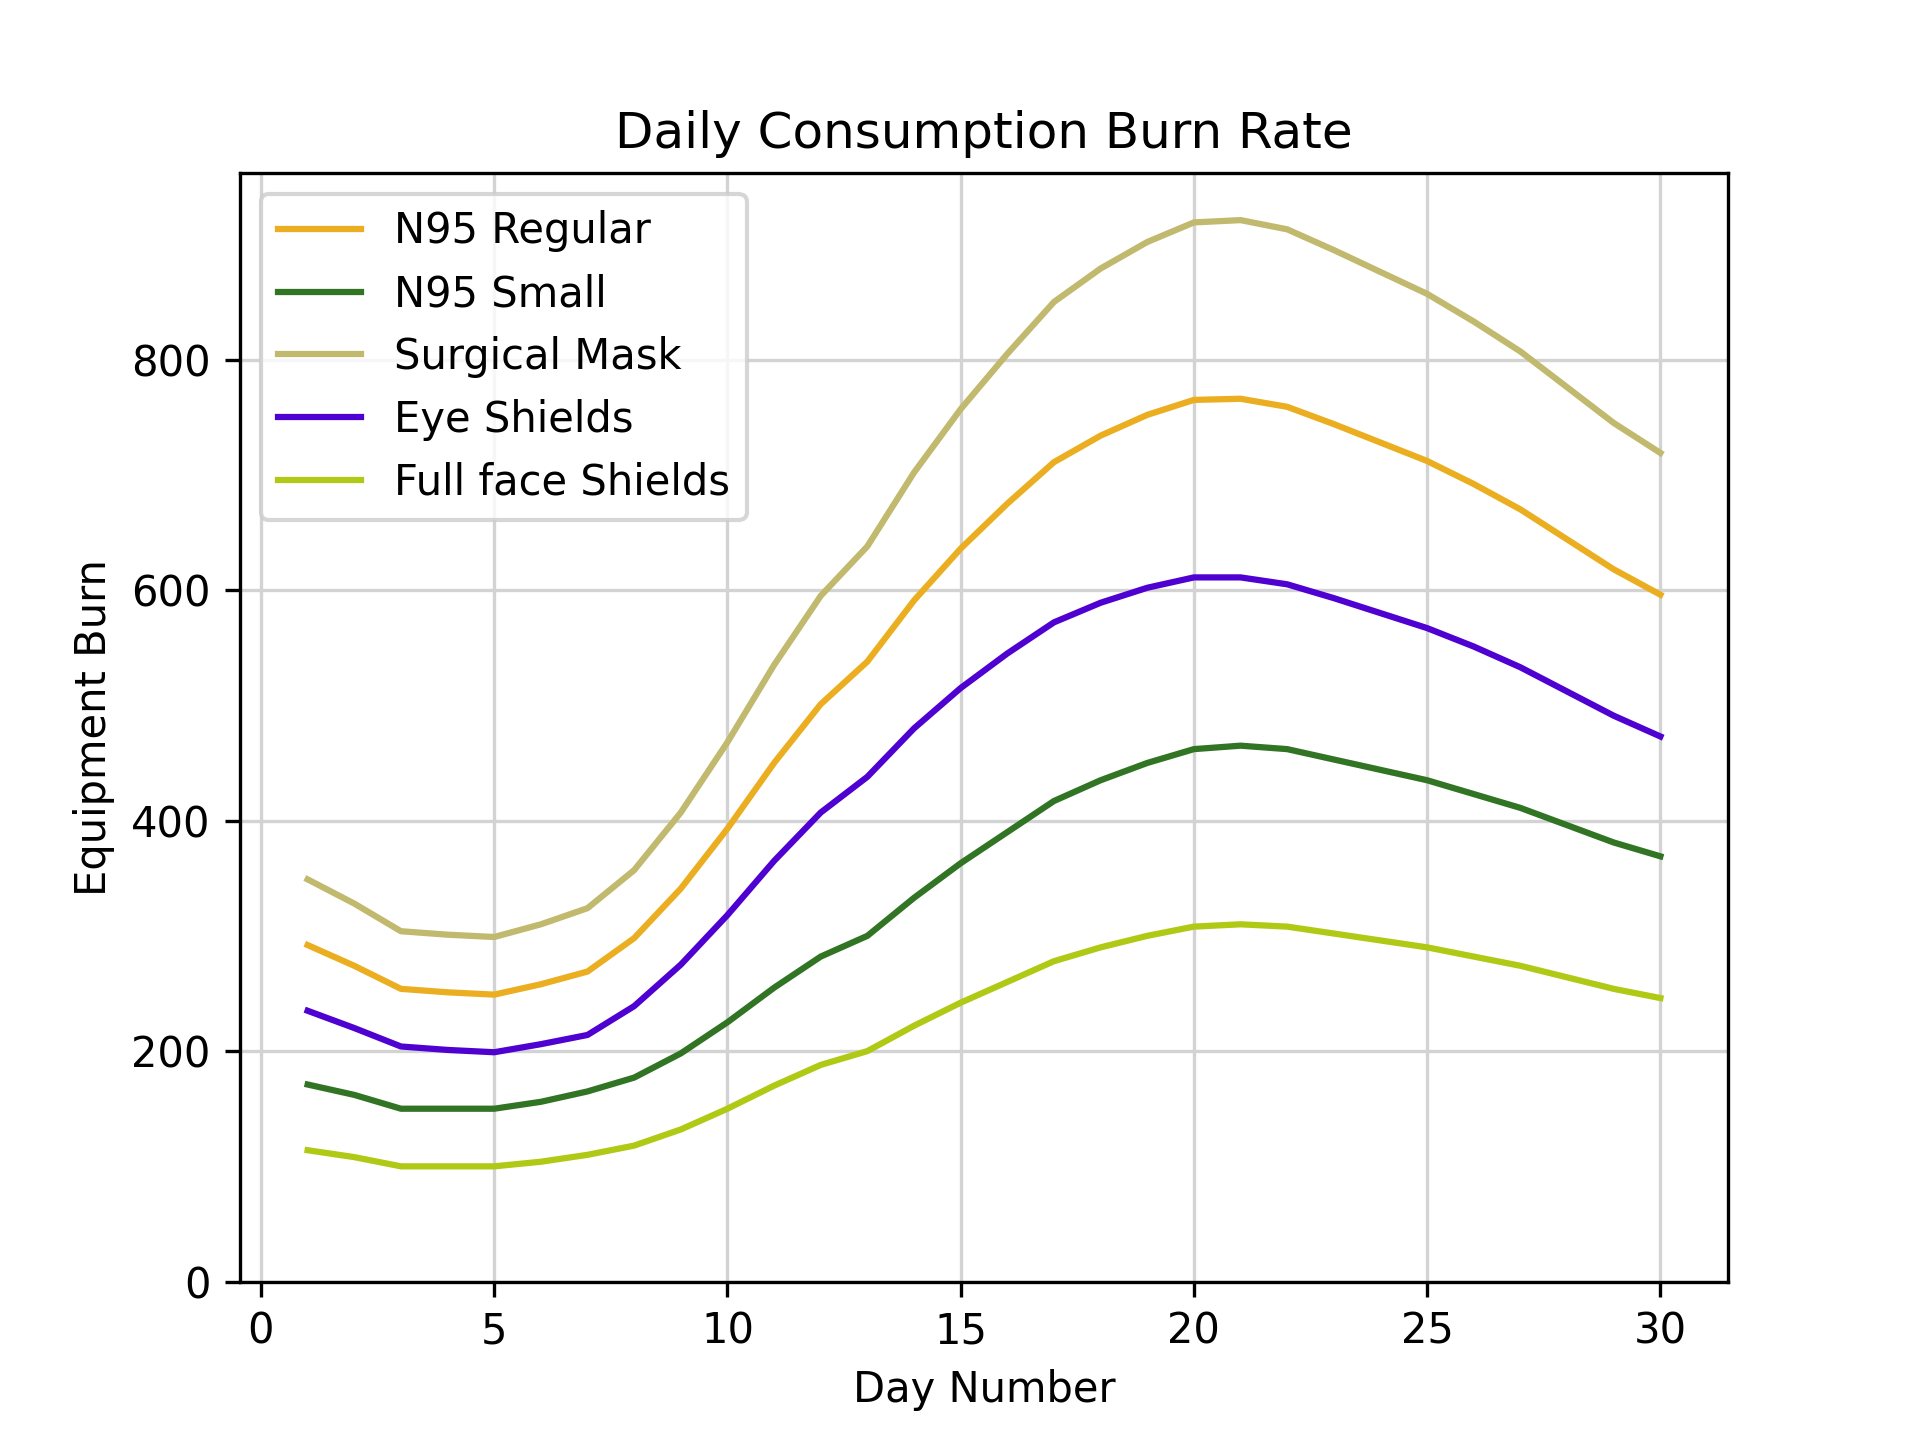 Daily Consumption Burn Rate
N95 Regular
N95 Small
Surgical Mask
Eye Shields
Full face Shields
Equipment Burn
800
600
400
200
0
0 5 10 15 20 25 30
Day Number